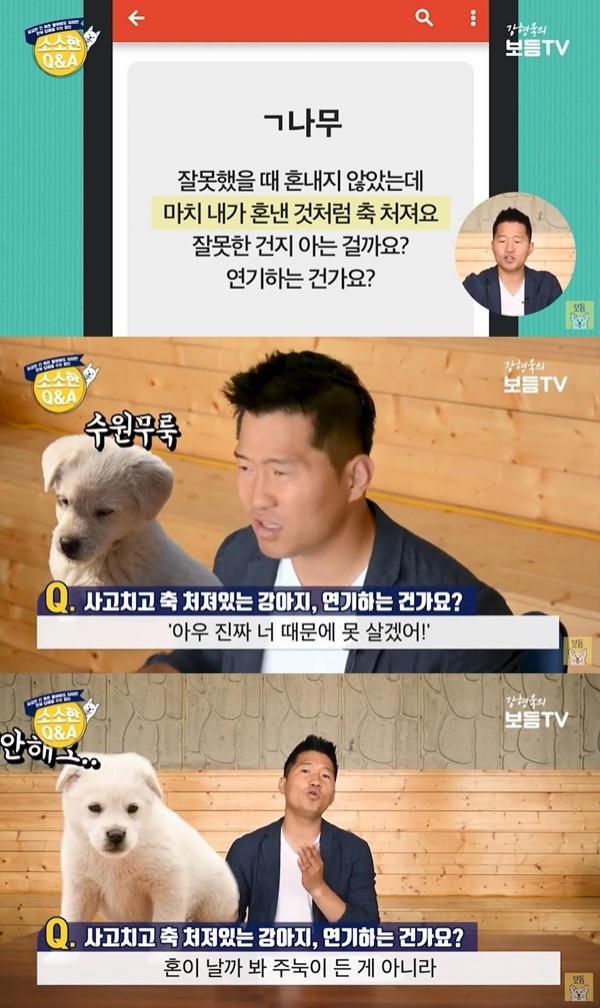 소소한
Q&A
강형욱의
보듬TV
ㄱ나무
잘못했을 때 혼내지 않았는데
마치 내가 혼낸 것처럼 축 처져요
잘못한 건지 아는 걸까요?
연기하는 건가요?
보듬
소소한
Q&A
강형욱의
보듬TV
수원무룩
Q. 사고치고 축 처져있는 강아지, 연기하는 건가요?
'아우 진짜 너 때문에 못 살겠어!'
보듬
소소한
Q&A
강형욱의
보듬TV
Q. 사고치고 축 처져있는 강아지, 연기하는 건가요?
혼이 날까 봐 주눅이 든 게 아니라
보듬